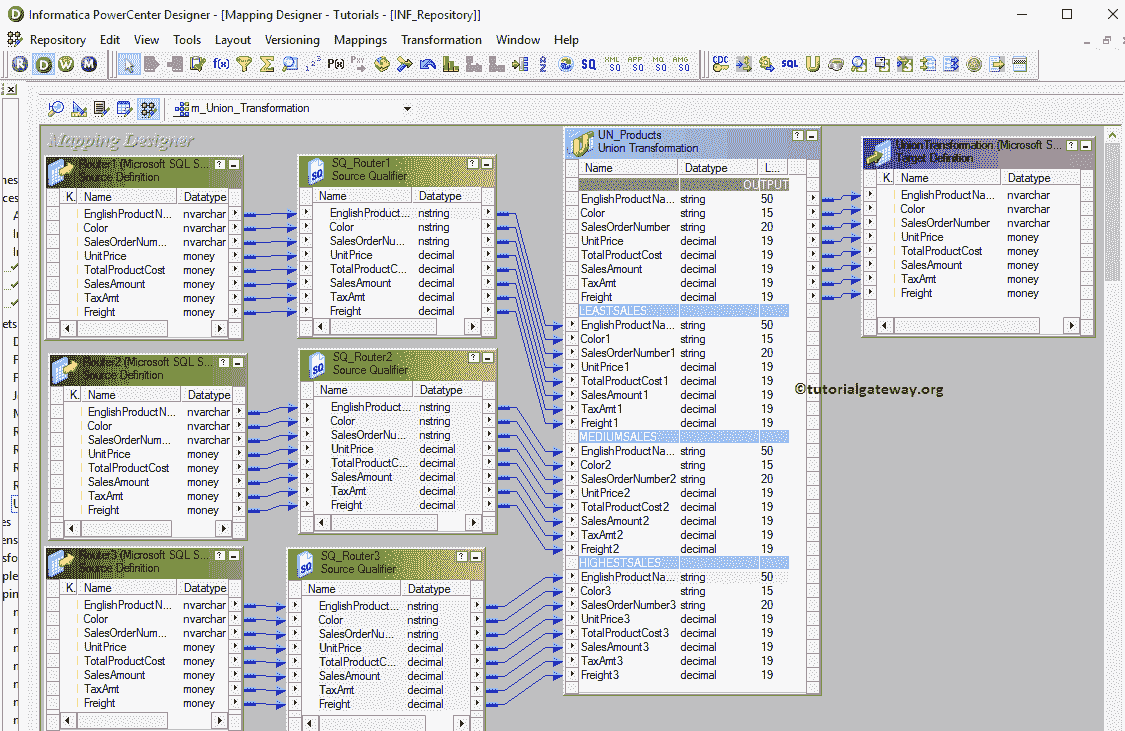 Informatica PowerCenter Designer - [Mapping Designer - Tutorials - [INF_Repository]]
Repository Edit View Tools Layout Versioning Mappings Transformation Window Help
m_Union_Transformation
Mapping Designer
Router1 (Microsoft SQL S...
Source Definition
K. Name Datatype
EnglishProductN... nvarchar
Color nvarchar
SalesOrderNum... nvarchar
UnitPrice money
TotalProductCost money
SalesAmount money
TaxAmt money
Freight money
Router2 (Microsoft SQL S...
Source Definition
K. Name Datatype
EnglishProductN... nvarchar
Color nvarchar
SalesOrderNum... nvarchar
UnitPrice money
TotalProductCost money
SalesAmount money
TaxAmt money
Freight money
Router3 (Microsoft SQL S...
Source Definition
K. Name Datatype
EnglishProductN... nvarchar
Color nvarchar
SalesOrderNum... nvarchar
UnitPrice money
TotalProductCost money
SalesAmount money
TaxAmt money
Freight money
SQ_Router1
Source Qualifier
Name Datatype
EnglishProduct... nstring
Color nstring
SalesOrderNu... nstring
UnitPrice decimal
TotalProductC... decimal
SalesAmount decimal
TaxAmt decimal
Freight decimal
SQ_Router2
Source Qualifier
Name Datatype
EnglishProduct... nstring
Color nstring
SalesOrderNu... nstring
UnitPrice decimal
TotalProductC... decimal
SalesAmount decimal
TaxAmt decimal
Freight decimal
SQ_Router3
Source Qualifier
Name Datatype
EnglishProduct... nstring
Color nstring
SalesOrderNu... nstring
UnitPrice decimal
TotalProductC... decimal
SalesAmount decimal
TaxAmt decimal
Freight decimal
UN_Products
Union Transformation
Name Datatype L...
OUTPUT
EnglishProductNa... string 50
Color string 15
SalesOrderNumber string 20
UnitPrice decimal 19
TotalProductCost decimal 19
SalesAmount decimal 19
TaxAmt decimal 19
Freight decimal 19
LEASTSALES
EnglishProductNa... string 50
Color1 string 15
SalesOrderNumber1 string 20
UnitPrice1 decimal 19
TotalProductCost1 decimal 19
SalesAmount1 decimal 19
TaxAmt1 decimal 19
Freight1 decimal 19
MEDIUMSALES
EnglishProductNa... string 50
Color2 string 15
SalesOrderNumber2 string 20
UnitPrice2 decimal 19
TotalProductCost2 decimal 19
SalesAmount2 decimal 19
TaxAmt2 decimal 19
Freight2 decimal 19
HIGHESTSALES
EnglishProductNa... string 50
Color3 string 15
SalesOrderNumber3 string 20
UnitPrice3 decimal 19
TotalProductCost3 decimal 19
SalesAmount3 decimal 19
TaxAmt3 decimal 19
Freight3 decimal 19
UnionTransformation (Microsoft S...
Target Definition
K. Name Datatype
EnglishProductNa... nvarchar
Color nvarchar
SalesOrderNumber nvarchar
UnitPrice money
TotalProductCost money
SalesAmount money
TaxAmt money
Freight money
©tutorialgateway.org